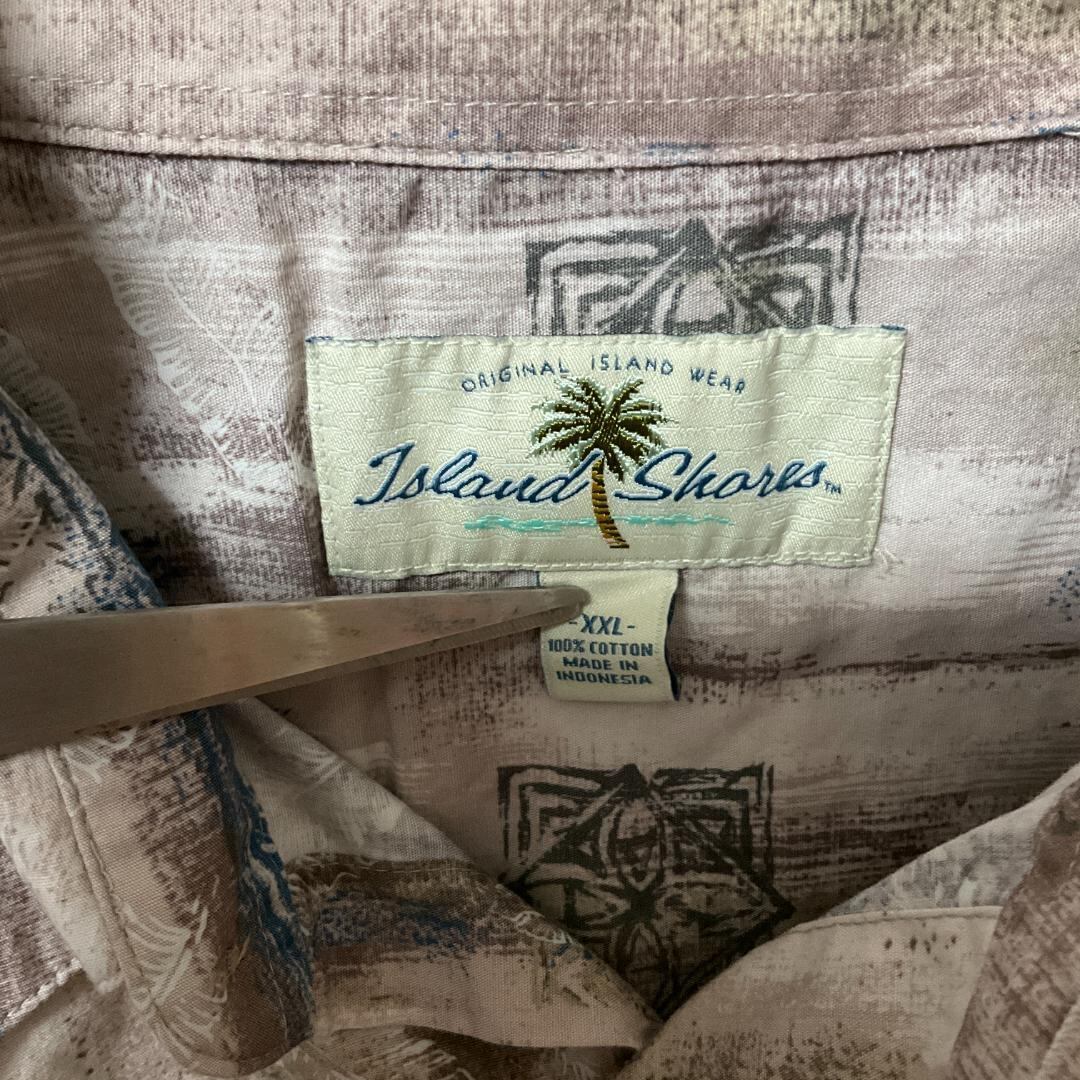 ORIGINAL ISLAND WEAR
Island Shores™
-XXL-
100% COTTON
MADE IN
INDONESIA